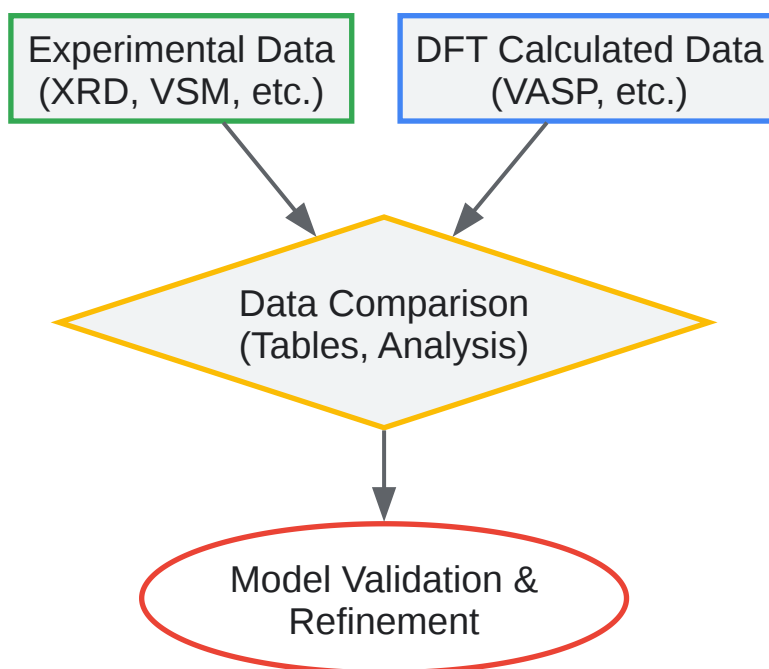 Experimental Data
(XRD, VSM, etc.)
DFT Calculated Data
(VASP, etc.)
Data Comparison
(Tables, Analysis)
Model Validation &
Refinement